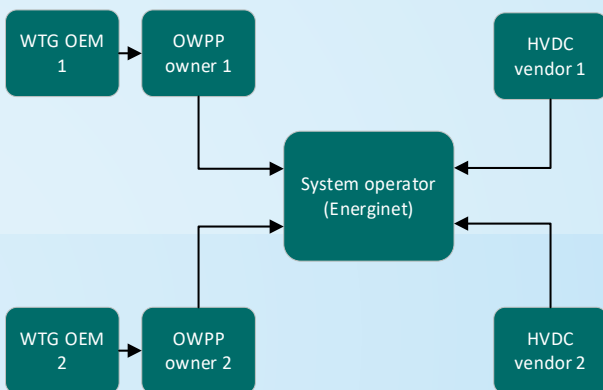 WTG OEM
1
OWPP
owner 1
HVDC
vendor 1
System operator
(Energinet)
WTG OEM
2
OWPP
owner 2
HVDC
vendor 2